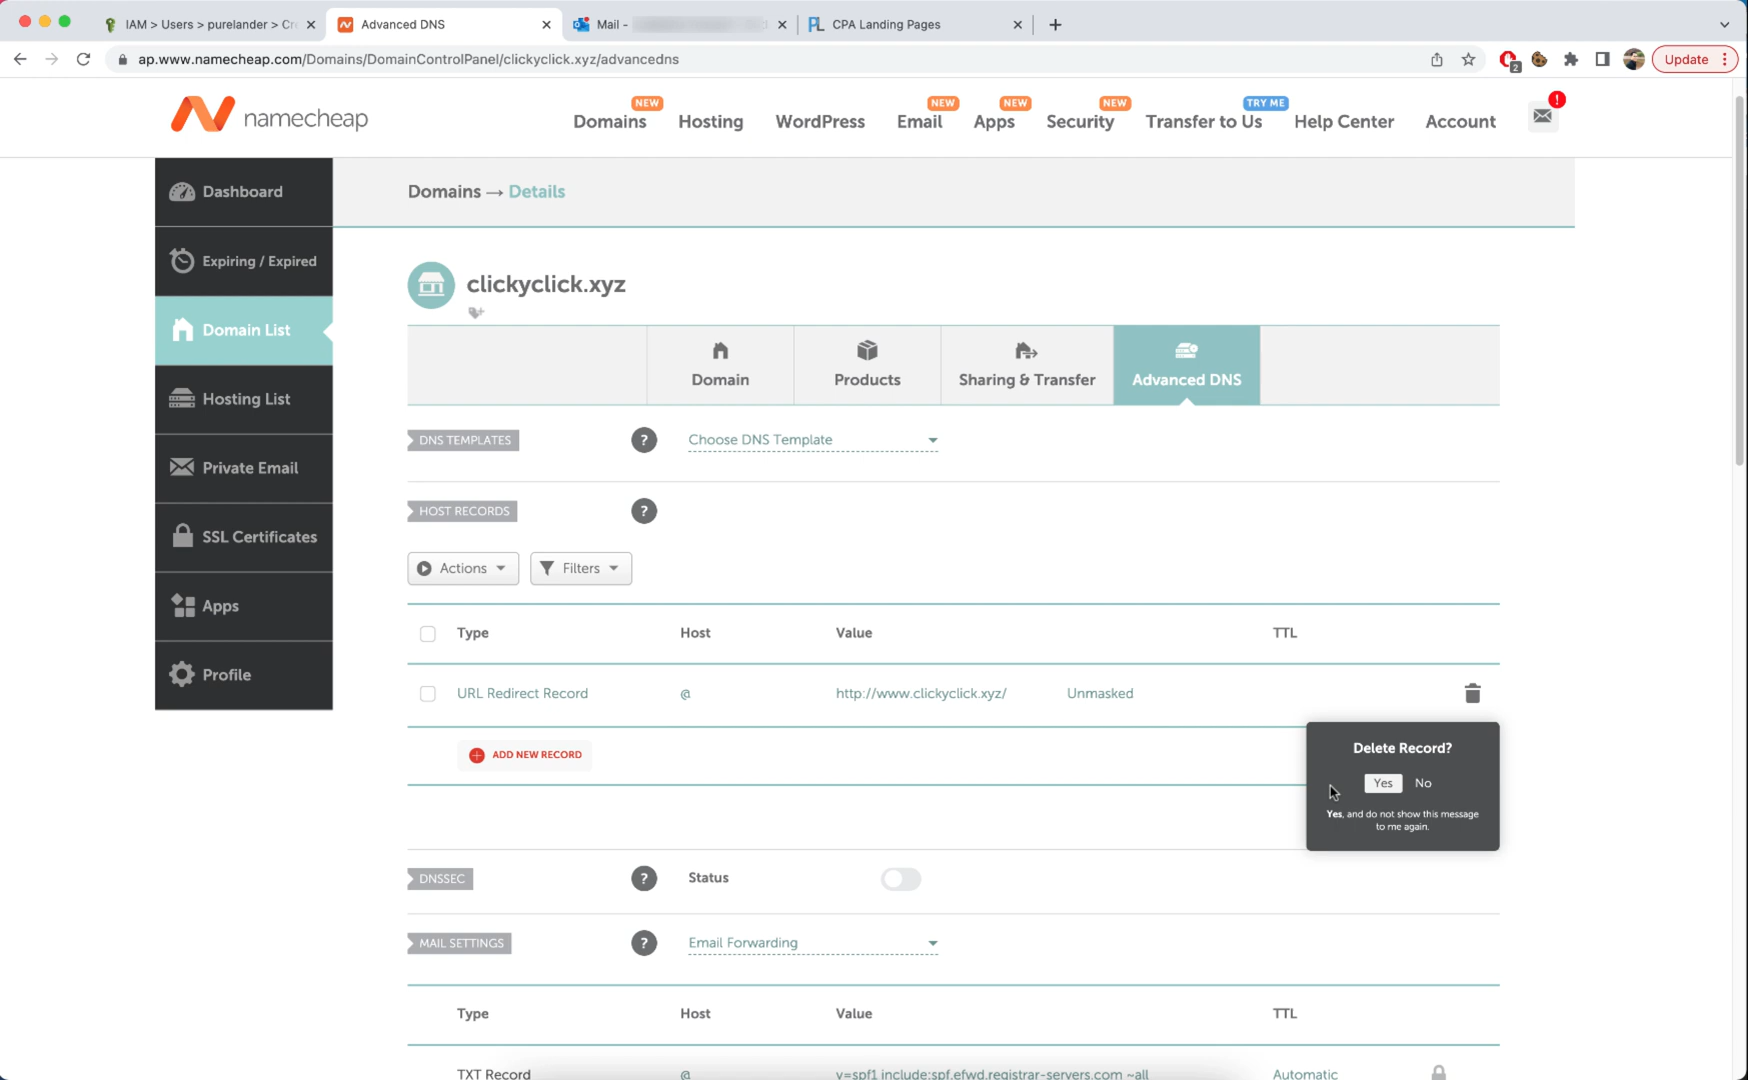 IAM > Users > purelander > Cr
Advanced DNS
Mail -
CPA Landing Pages
ap.www.namecheap.com/Domains/DomainControlPanel/clickyclick.xyz/advancedns
2
Update
namecheap
NEW
Domains
Hosting
WordPress
NEW
Email
NEW
Apps
NEW
Security
TRY ME
Transfer to Us
Help Center
Account
!
Dashboard
Expiring / Expired
Domain List
Hosting List
Private Email
SSL Certificates
Apps
Profile
Domains → Details
clickyclick.xyz
Domain
Products
Sharing & Transfer
Advanced DNS
DNS TEMPLATES
?
Choose DNS Template
HOST RECORDS
?
Actions
Filters
Type Host Value TTL
URL Redirect Record @ http://www.clickyclick.xyz/ Unmasked
ADD NEW RECORD
Delete Record?
Yes No
Yes, and do not show this message
to me again.
DNSSEC
?
Status
MAIL SETTINGS
?
Email Forwarding
Type Host Value TTL
TXT Record @ v=spf1 include:spf.efwd.registrar-servers.com ~all Automatic